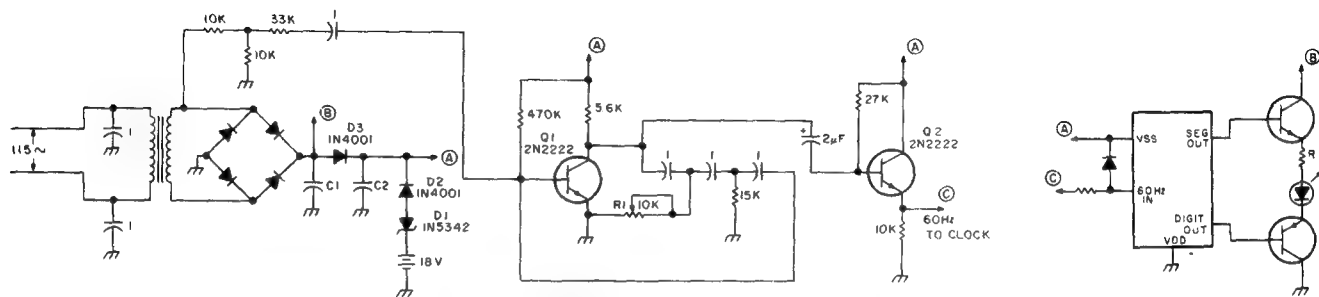 10K
33K
1
10K
115~
1
1
B
D3
1N4001
C1
C2
A
D2
1N4001
D1
1N5342
18V
A
470K
5.6K
Q1
2N2222
R1
10K
1
1
1
15K
2μF
A
27K
Q2
2N2222
C
60Hz
TO CLOCK
10K
A
C
VSS
60Hz
IN
SEG
OUT
DIGIT
OUT
VDD
B
R